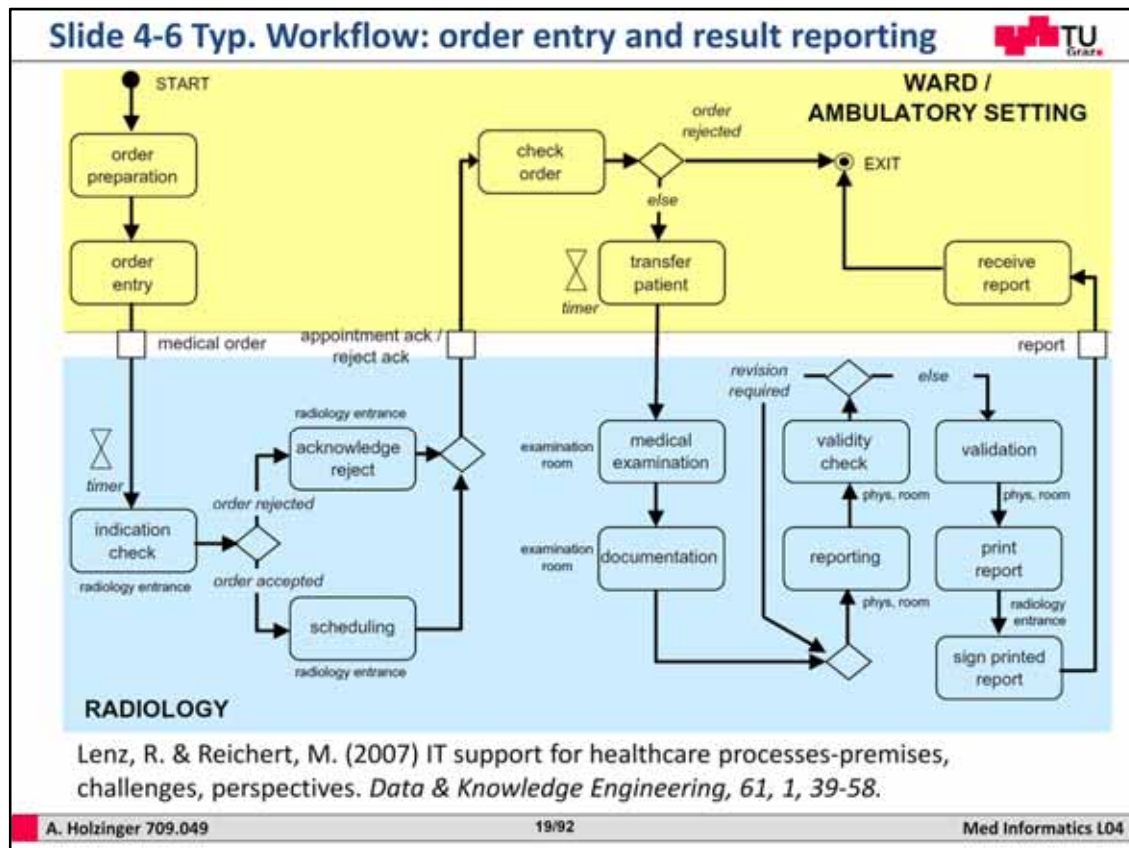 Slide 4-6 Typ. Workflow: order entry and result reporting
TU
Graz
START
WARD /
AMBULATORY SETTING
order
preparation
order
entry
check
order
order
rejected
else
EXIT
timer
transfer
patient
receive
report
medical order
appointment ack /
reject ack
report
timer
indication
check
radiology entrance
order rejected
order accepted
radiology entrance
acknowledge
reject
scheduling
radiology entrance
examination
room
medical
examination
examination
room
documentation
revision
required
else
validity
check
phys, room
reporting
phys, room
validation
phys, room
print
report
radiology
entrance
sign printed
report
RADIOLOGY
Lenz, R. & Reichert, M. (2007) IT support for healthcare processes-premises,
challenges, perspectives. Data & Knowledge Engineering, 61, 1, 39-58.
A. Holzinger 709.049
19/92
Med Informatics L04